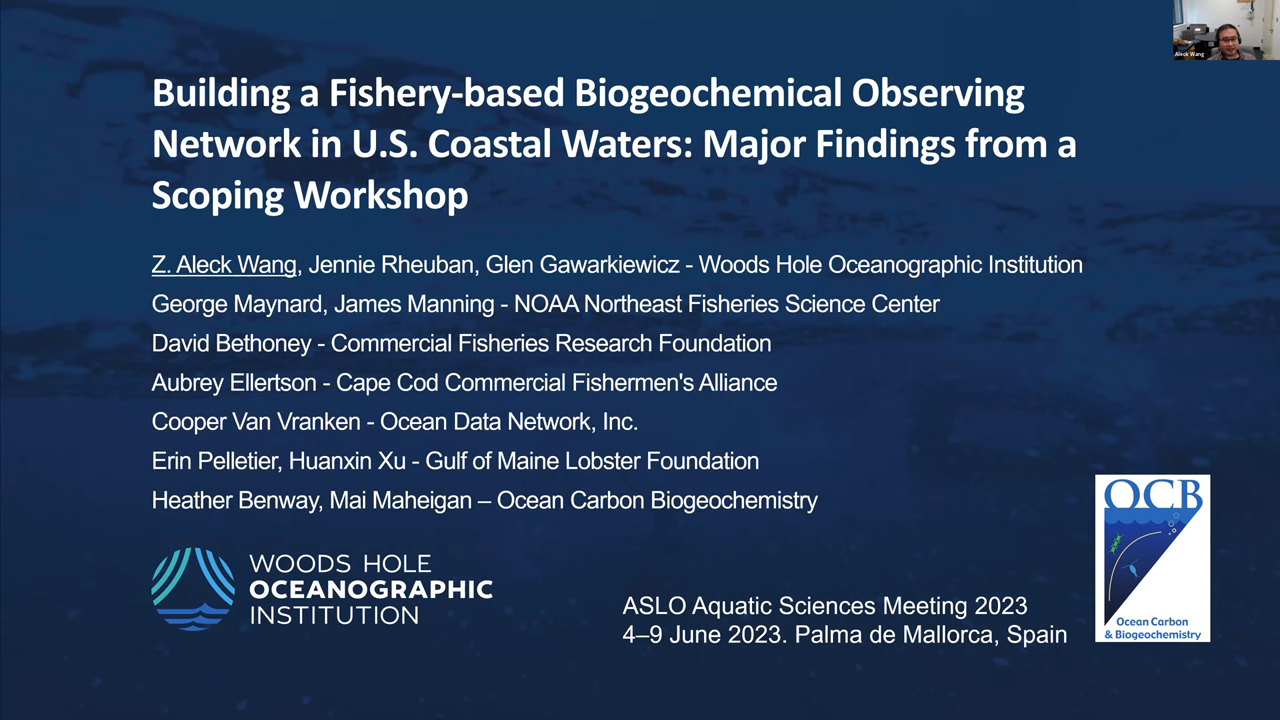 Aleck Wang
Building a Fishery-based Biogeochemical Observing
Network in U.S. Coastal Waters: Major Findings from a
Scoping Workshop
Z. Aleck Wang, Jennie Rheuban, Glen Gawarkiewicz - Woods Hole Oceanographic Institution
George Maynard, James Manning - NOAA Northeast Fisheries Science Center
David Bethoney - Commercial Fisheries Research Foundation
Aubrey Ellertson - Cape Cod Commercial Fishermen's Alliance
Cooper Van Vranken - Ocean Data Network, Inc.
Erin Pelletier, Huanxin Xu - Gulf of Maine Lobster Foundation
Heather Benway, Mai Maheigan – Ocean Carbon Biogeochemistry
WOODS HOLE
OCEANOGRAPHIC
INSTITUTION
ASLO Aquatic Sciences Meeting 2023
4–9 June 2023. Palma de Mallorca, Spain
OCB
Ocean Carbon
& Biogeochemistry